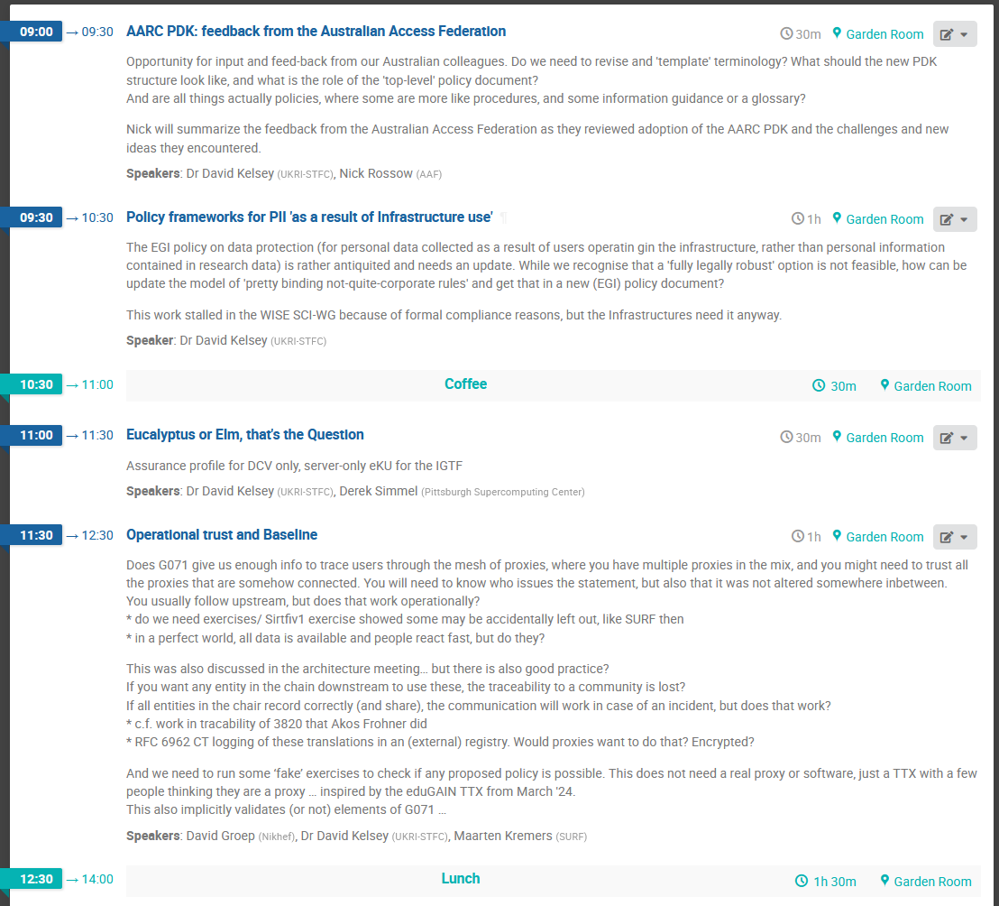 09:00 → 09:30 AARC PDK: feedback from the Australian Access Federation 30m Garden Room
Opportunity for input and feed-back from our Australian colleagues. Do we need to revise and 'template' terminology? What should the new PDK
structure look like, and what is the role of the 'top-level' policy document?
And are all things actually policies, where some are more like procedures, and some information guidance or a glossary?
Nick will summarize the feedback from the Australian Access Federation as they reviewed adoption of the AARC PDK and the challenges and new
ideas they encountered.
Speakers: Dr David Kelsey (UKRI-STFC), Nick Rossow (AAF)
09:30 → 10:30 Policy frameworks for PII 'as a result of Infrastructure use' ¶ 1h Garden Room
The EGI policy on data protection (for personal data collected as a result of users operatin gin the infrastructure, rather than personal information
contained in research data) is rather antiquited and needs an update. While we recognise that a 'fully legally robust' option is not feasible, how can be
update the model of 'pretty binding not-quite-corporate rules' and get that in a new (EGI) policy document?
This work stalled in the WISE SCI-WG because of formal compliance reasons, but the Infrastructures need it anyway.
Speaker: Dr David Kelsey (UKRI-STFC)
10:30 → 11:00 Coffee 30m Garden Room
11:00 → 11:30 Eucalyptus or Elm, that's the Question 30m Garden Room
Assurance profile for DCV only, server-only eKU for the IGTF
Speakers: Dr David Kelsey (UKRI-STFC), Derek Simmel (Pittsburgh Supercomputing Center)
11:30 → 12:30 Operational trust and Baseline 1h Garden Room
Does G071 give us enough info to trace users through the mesh of proxies, where you have multiple proxies in the mix, and you might need to trust all
the proxies that are somehow connected. You will need to know who issues the statement, but also that it was not altered somewhere inbetween.
You usually follow upstream, but does that work operationally?
* do we need exercises/ Sirtfiv1 exercise showed some may be accidentally left out, like SURF then
* in a perfect world, all data is available and people react fast, but do they?
This was also discussed in the architecture meeting… but there is also good practice?
If you want any entity in the chain downstream to use these, the traceability to a community is lost?
If all entities in the chair record correctly (and share), the communication will work in case of an incident, but does that work?
* c.f. work in tracability of 3820 that Akos Frohner did
* RFC 6962 CT logging of these translations in an (external) registry. Would proxies want to do that? Encrypted?
And we need to run some ‘fake’ exercises to check if any proposed policy is possible. This does not need a real proxy or software, just a TTX with a few
people thinking they are a proxy … inspired by the eduGAIN TTX from March '24.
This also implicitly validates (or not) elements of G071 …
Speakers: David Groep (Nikhef), Dr David Kelsey (UKRI-STFC), Maarten Kremers (SURF)
12:30 → 14:00 Lunch 1h 30m Garden Room